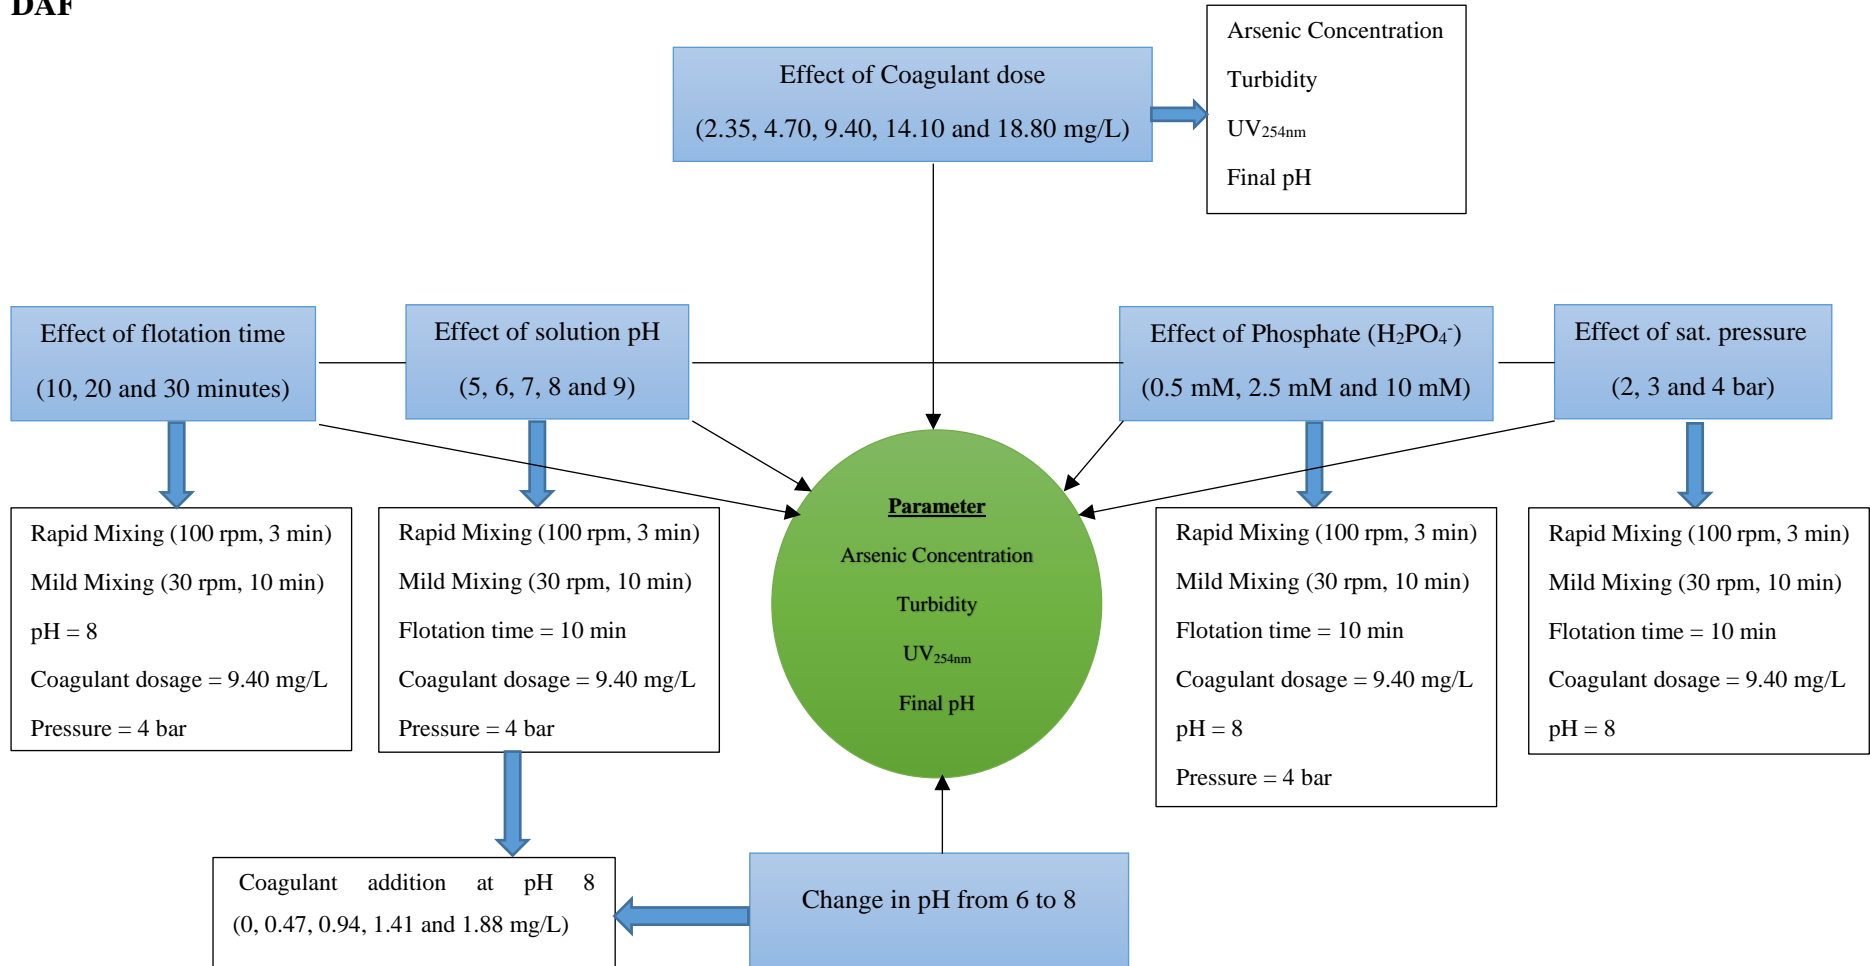 DAF
Effect of Coagulant dose
(2.35, 4.70, 9.40, 14.10 and 18.80 mg/L)
Arsenic Concentration
Turbidity
UV254nm
Final pH
Effect of flotation time
(10, 20 and 30 minutes)
Effect of solution pH
(5, 6, 7, 8 and 9)
Effect of Phosphate (H2PO4-)
(0.5 mM, 2.5 mM and 10 mM)
Effect of sat. pressure
(2, 3 and 4 bar)
Rapid Mixing (100 rpm, 3 min)
Mild Mixing (30 rpm, 10 min)
pH = 8
Coagulant dosage = 9.40 mg/L
Pressure = 4 bar
Rapid Mixing (100 rpm, 3 min)
Mild Mixing (30 rpm, 10 min)
Flotation time = 10 min
Coagulant dosage = 9.40 mg/L
Pressure = 4 bar
Parameter
Arsenic Concentration
Turbidity
UV254nm
Final pH
Rapid Mixing (100 rpm, 3 min)
Mild Mixing (30 rpm, 10 min)
Flotation time = 10 min
Coagulant dosage = 9.40 mg/L
pH = 8
Pressure = 4 bar
Rapid Mixing (100 rpm, 3 min)
Mild Mixing (30 rpm, 10 min)
Flotation time = 10 min
Coagulant dosage = 9.40 mg/L
pH = 8
Coagulant addition at pH 8
(0, 0.47, 0.94, 1.41 and 1.88 mg/L)
Change in pH from 6 to 8